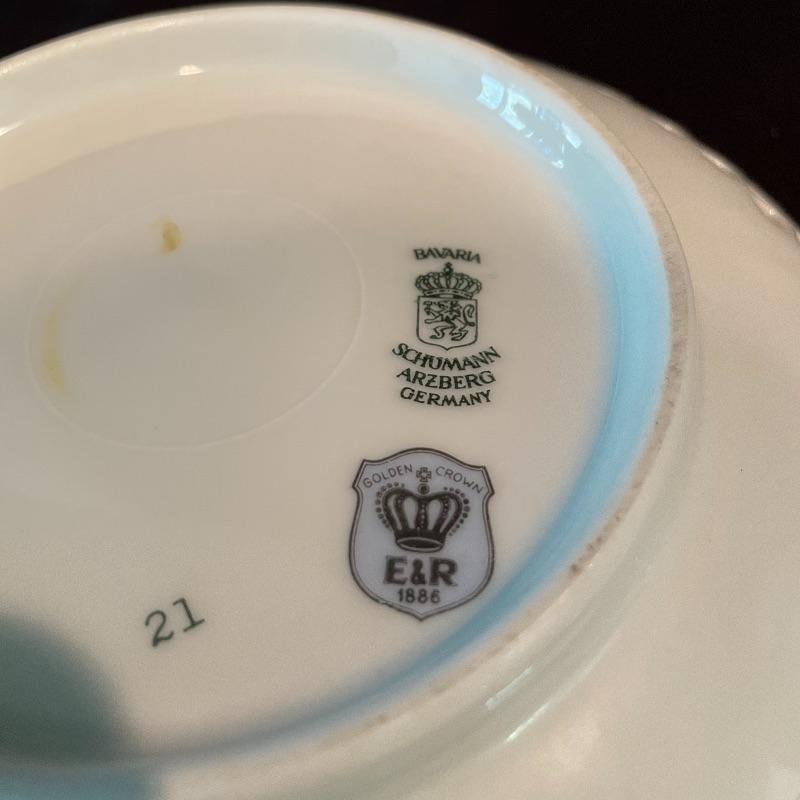 BAVARIA
SCHUMANN
ARZBERG
GERMANY
GOLDEN CROWN
E&R
1886
21